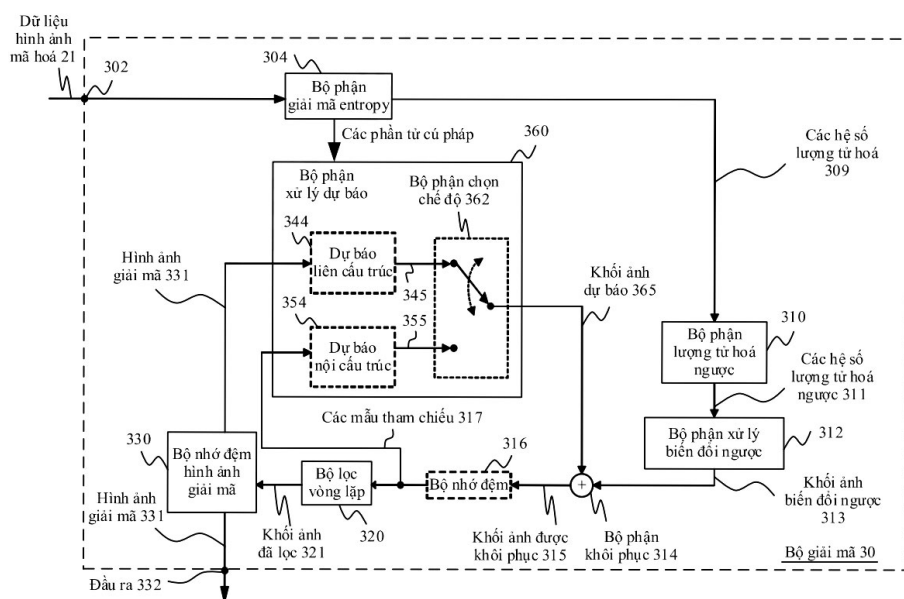 Dữ liệu
hình ảnh
mã hoá 21
302
304
Bộ phận
giải mã entropy
Các phần tử cú pháp
360
Bộ phận
xử lý dự báo
Bộ phận chọn
chế độ 362
Các hệ số
lượng tử hoá
309
344
Dự báo
liên cấu trúc
345
Hình ảnh
giải mã 331
Khối ảnh
dự báo 365
354
Dự báo
nội cấu trúc
355
310
Bộ phận
lượng tử hoá
ngược
Các hệ số
lượng tử hoá
ngược 311
Các mẫu tham chiếu 317
330
Bộ nhớ đệm
hình ảnh
giải mã
Bộ lọc
vòng lặp
320
316
Bộ nhớ đệm
+
Bộ phận xử lý
biến đổi ngược
312
Hình ảnh
giải mã 331
Khối ảnh
đã lọc 321
Khối ảnh được
khôi phục 315
Bộ phận
khôi phục 314
Khối ảnh
biến đổi ngược
313
Bộ giải mã 30
Đầu ra 332